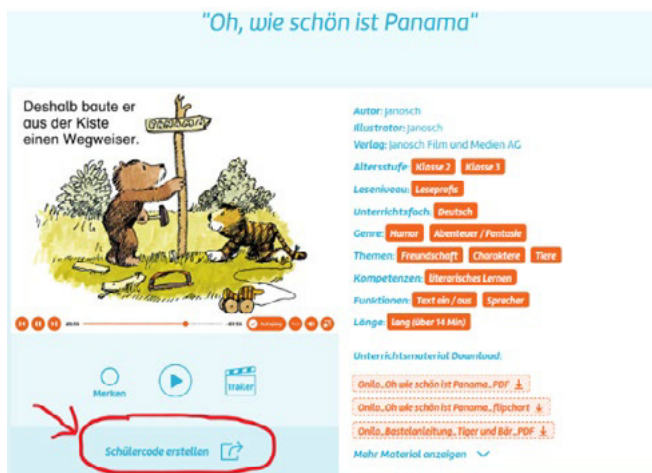 "Oh, wie schön ist Panama"
Deshalb baute er
aus der Kiste
einen Wegweiser.
Merken
Trailer
Schülercode erstellen
Autor: Janosch
Illustrator: Janosch
Verlag: Janosch Film und Medien AG
Altersstufe: Klasse 2 Klasse 3
Leseniveau: Leseprofis
Unterrichtsfach: Deutsch
Genre: Humor Abenteuer / Fantasie
Themen: Freundschaft Charaktere Tiere
Kompetenzen: literarisches Lernen
Funktionen: Text ein / aus Sprecher
Länge: lang (über 14 Min)
Unterrichtsmaterial Download:
Onilo_Oh wie schön ist Panama_PDF
Onilo_Oh wie schön ist Panama_flipchart
Onilo_Bastelanleitung_Tiger und Bär_PDF
Mehr Material anzeigen